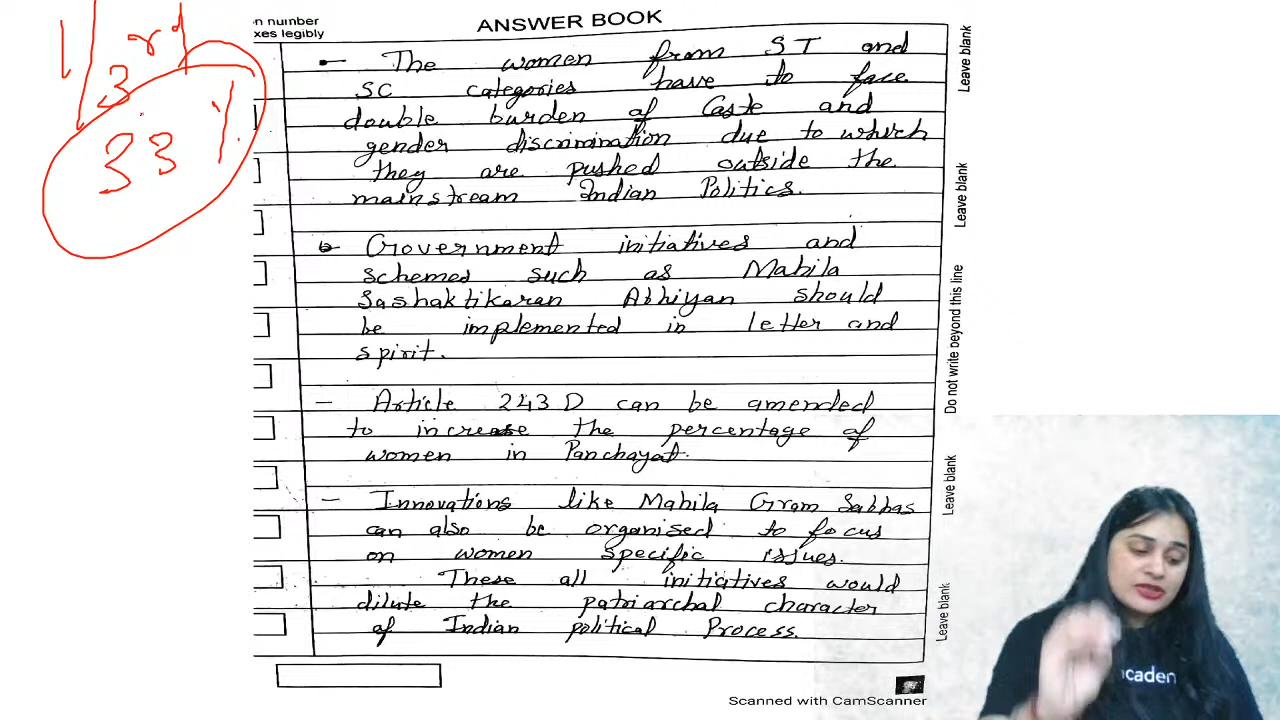 1/3rd
33%
on number
xes legibly
ANSWER BOOK
- The women from ST and
SC categories have to face
double burden of Caste and
gender discrimination due to which
they are pushed outside the
mainstream Indian Politics.
Government initiatives and
schemes such as Mahila
Sashaktikaran Abhiyan should
be implemented in letter and
spirit.
- Article 243 D can be amended
to increase the percentage of
women in Panchayat.
- Innovations like Mahila Gram Sabhas
can also be organised to focus
on women specific issues.
These all initiatives would
dilute the patriarchal character
of Indian political Process.
Leave blank
Leave blank
Do not write beyond this line
Leave blank
Leave blank
Scanned with CamScanner
caden